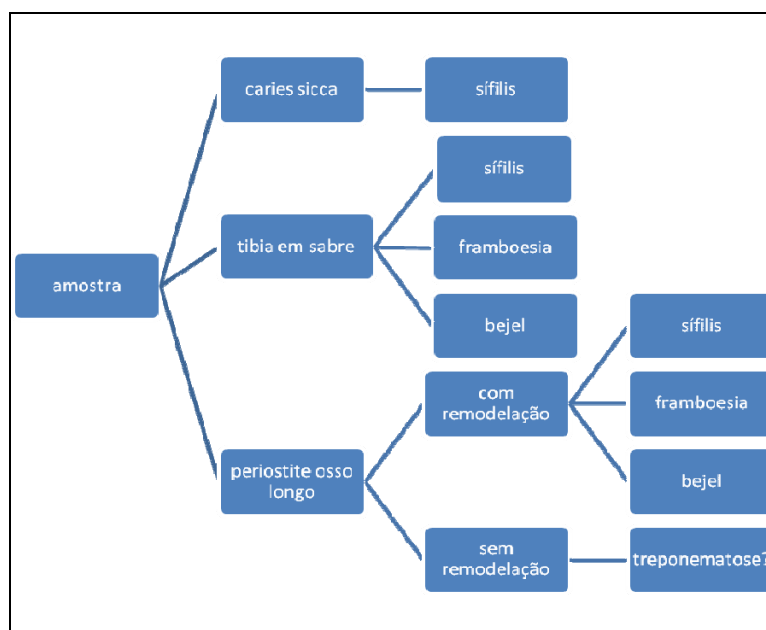 caries sicca
sífilis
sífilis
tibia em sabre
framboesia
amostra
bejel
sífilis
com
remodelação
framboesia
periostite osso
longo
bejel
sem
remodelação
treponematose?